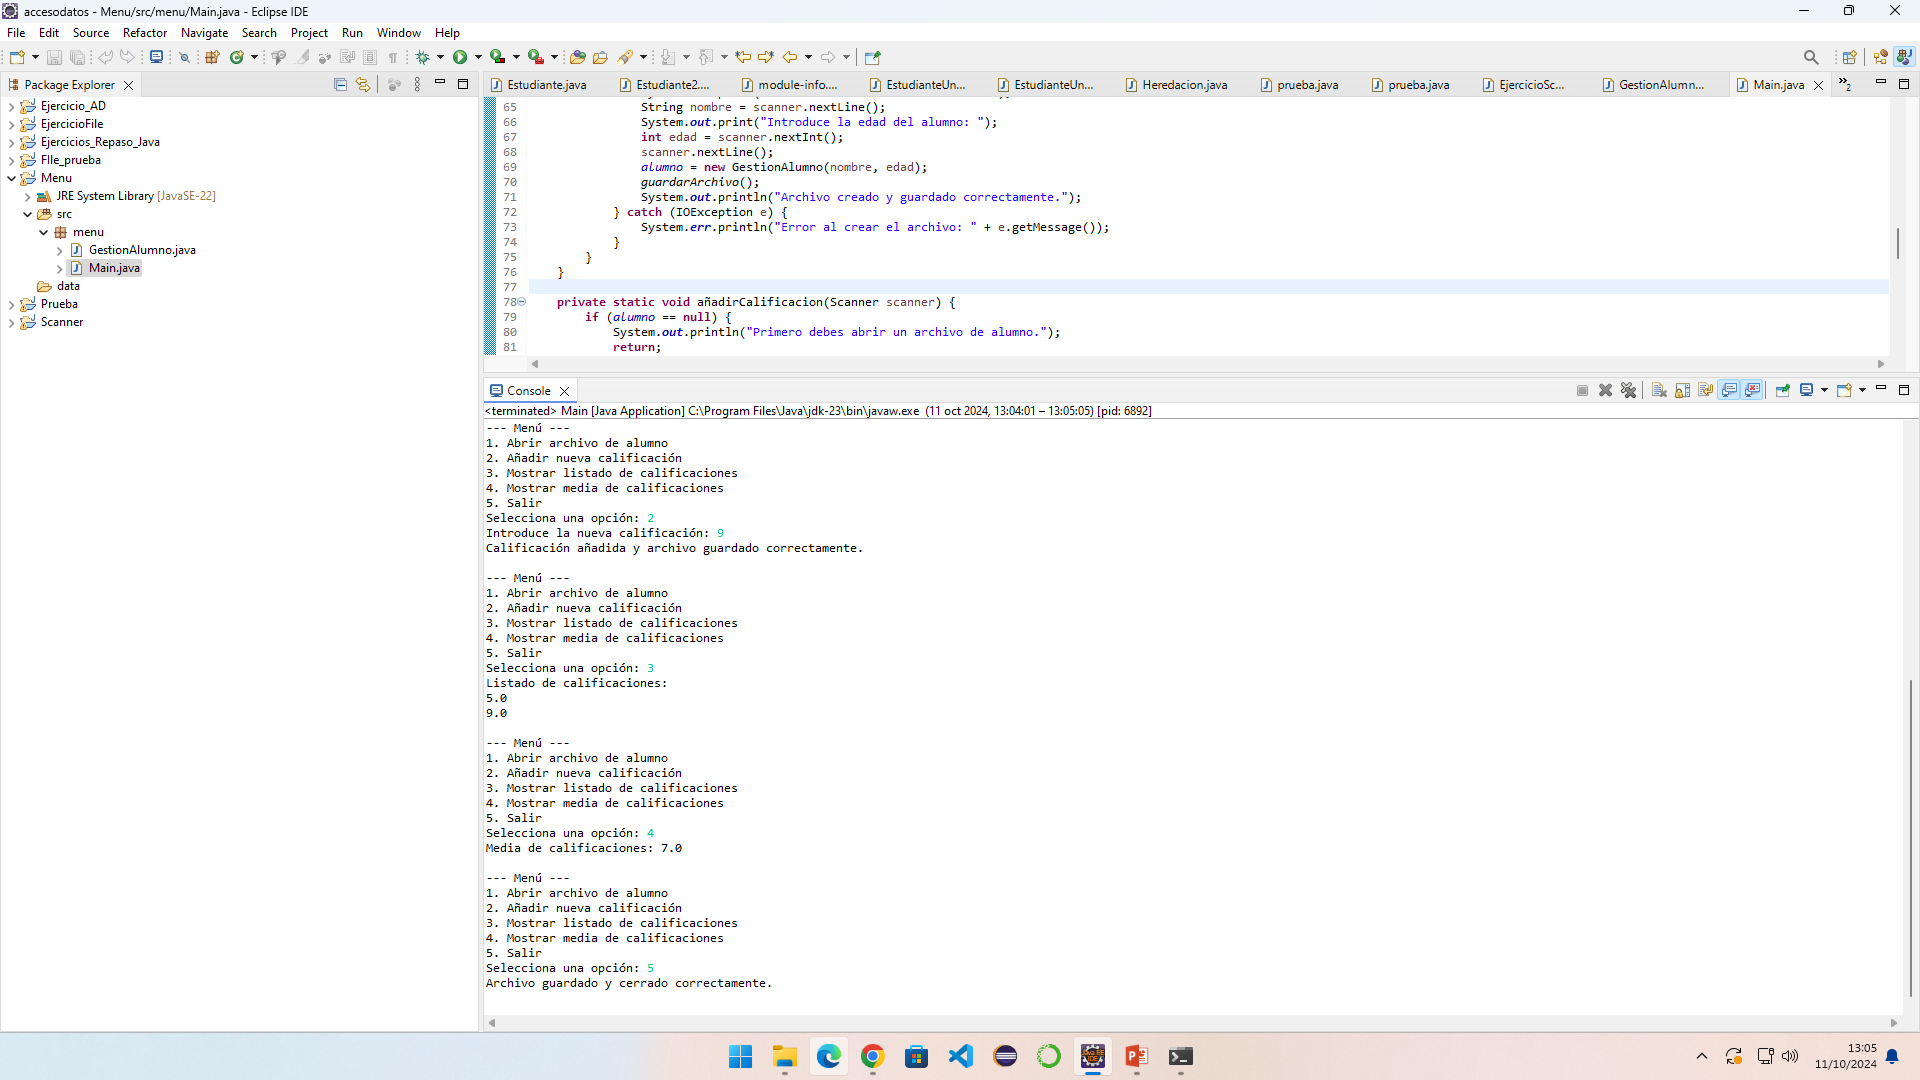 accesodatos - Menu/src/menu/Main.java - Eclipse IDE
File Edit Source Refactor Navigate Search Project Run Window Help
Package Explorer
Ejercicio_AD
EjercicioFile
Ejercicios_Repaso_Java
FIle_prueba
Menu
JRE System Library [JavaSE-22]
src
menu
GestionAlumno.java
Main.java
data
Prueba
Scanner
Estudiante.java Estudiante2.... module-info.... EstudianteUn... EstudianteUn... Heredacion.java prueba.java prueba.java EjercicioSc... GestionAlumn... Main.java »2
65 String nombre = scanner.nextLine();
66 System.out.print("Introduce la edad del alumno: ");
67 int edad = scanner.nextInt();
68 scanner.nextLine();
69 alumno = new GestionAlumno(nombre, edad);
70 guardarArchivo();
71 System.out.println("Archivo creado y guardado correctamente.");
72 } catch (IOException e) {
73 System.err.println("Error al crear el archivo: " + e.getMessage());
74 }
75 }
76 }
77
78 private static void añadirCalificacion(Scanner scanner) {
79 if (alumno == null) {
80 System.out.println("Primero debes abrir un archivo de alumno.");
81 return;
Console
<terminated> Main [Java Application] C:\Program Files\Java\jdk-23\bin\javaw.exe (11 oct 2024, 13:04:01 – 13:05:05) [pid: 6892]
--- Menú ---
1. Abrir archivo de alumno
2. Añadir nueva calificación
3. Mostrar listado de calificaciones
4. Mostrar media de calificaciones
5. Salir
Selecciona una opción: 2
Introduce la nueva calificación: 9
Calificación añadida y archivo guardado correctamente.
--- Menú ---
1. Abrir archivo de alumno
2. Añadir nueva calificación
3. Mostrar listado de calificaciones
4. Mostrar media de calificaciones
5. Salir
Selecciona una opción: 3
Listado de calificaciones:
5.0
9.0
--- Menú ---
1. Abrir archivo de alumno
2. Añadir nueva calificación
3. Mostrar listado de calificaciones
4. Mostrar media de calificaciones
5. Salir
Selecciona una opción: 4
Media de calificaciones: 7.0
--- Menú ---
1. Abrir archivo de alumno
2. Añadir nueva calificación
3. Mostrar listado de calificaciones
4. Mostrar media de calificaciones
5. Salir
Selecciona una opción: 5
Archivo guardado y cerrado correctamente.
13:05
11/10/2024